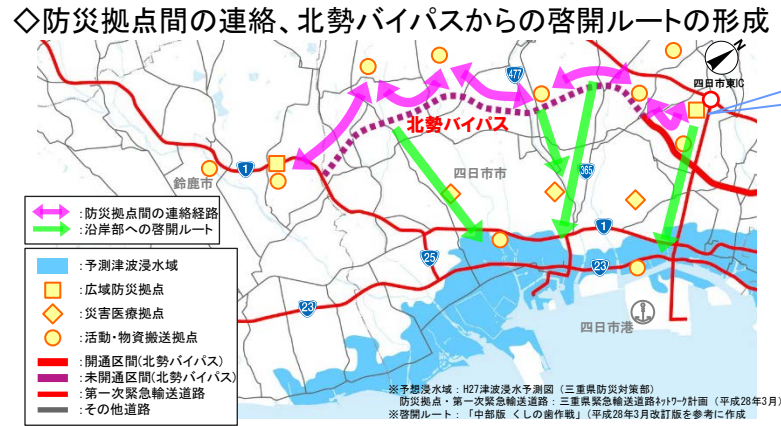 ◇防災拠点間の連絡、北勢バイパスからの啓開ルートの形成
N
477
四日市東IC
北勢バイパス
1
鈴鹿市
四日市市
365
:防災拠点間の連絡経路
:沿岸部への啓開ルート
1
25
23
:予測津波浸水域
:広域防災拠点
:災害医療拠点
:活動・物資搬送拠点
23
四日市港
:開通区間(北勢バイパス)
:未開通区間(北勢バイパス)
:第一次緊急輸送道路
:その他道路
※予想浸水域：H27津波浸水予測図（三重県防災対策部）
防災拠点・第一次緊急輸送道路：三重県緊急輸送道路ﾈｯﾄﾜｰｸ計画（平成28年3月）
※啓開ルート：「中部版 くしの歯作戦」（平成28年3月改訂版を参考に作成